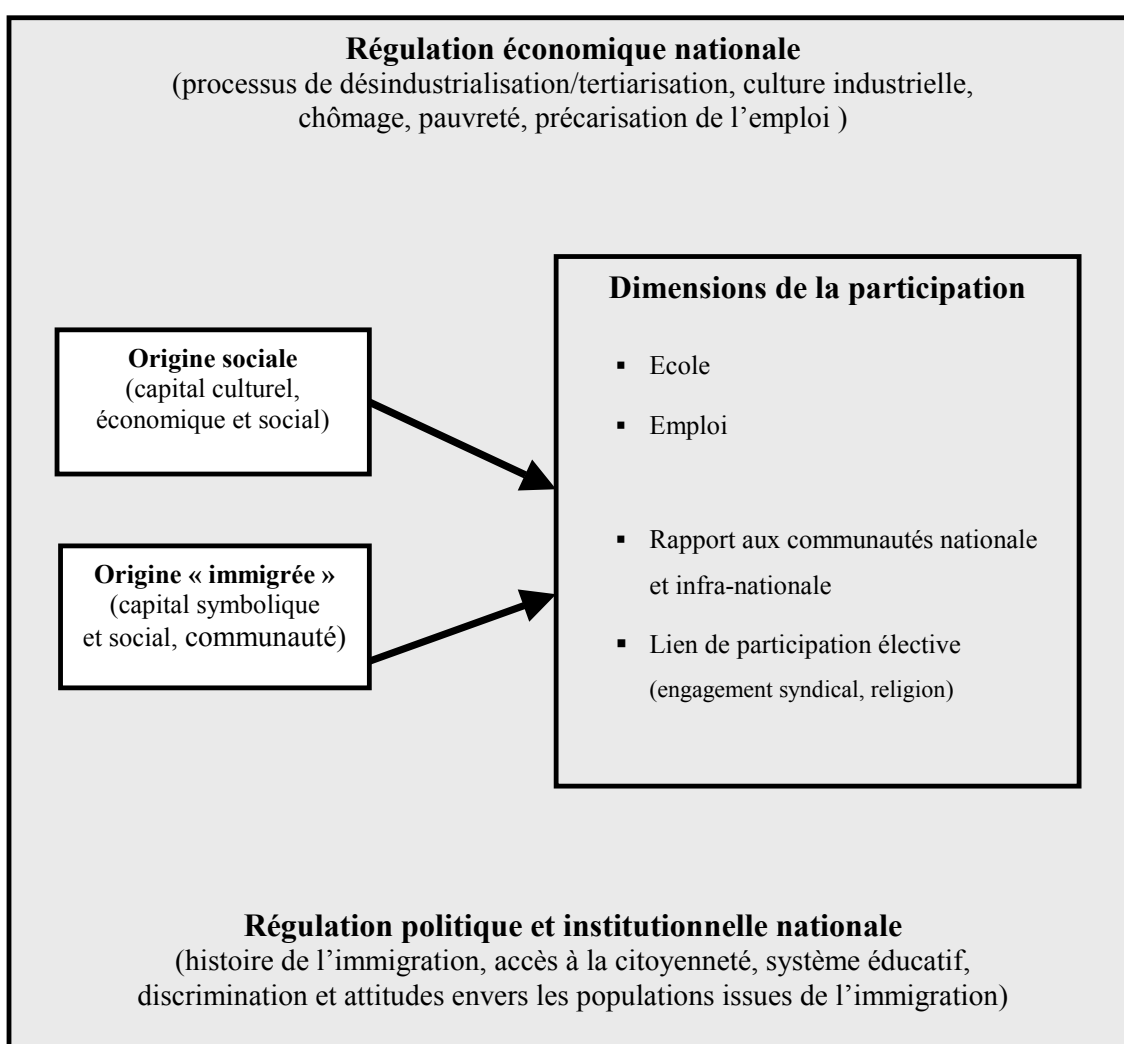 Régulation économique nationale
(processus de désindustrialisation/tertiarisation, culture industrielle,
chômage, pauvreté, précarisation de l’emploi )
Dimensions de la participation
Origine sociale
(capital culturel,
économique et social)
▪ Ecole
▪ Emploi
Origine « immigrée »
(capital symbolique
et social, communauté)
▪ Rapport aux communautés nationale
et infra-nationale
▪ Lien de participation élective
(engagement syndical, religion)
Régulation politique et institutionnelle nationale
(histoire de l’immigration, accès à la citoyenneté, système éducatif,
discrimination et attitudes envers les populations issues de l’immigration)